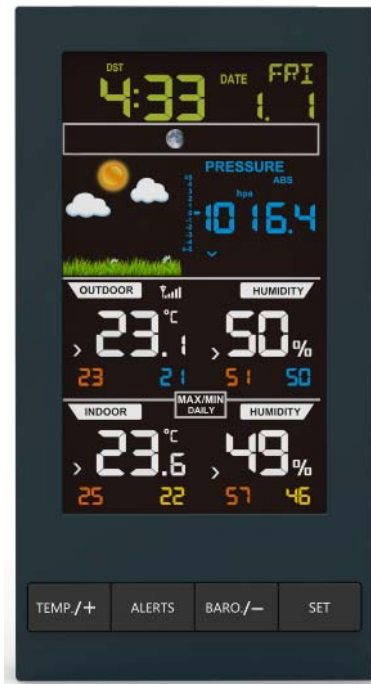 DST
4:33 DATE FRI
1. 1
PRESSURE
ABS
hpa
1016.4
OUTDOOR HUMIDITY
23.1 °C 50%
23 21 51 50
MAX/MIN
DAILY
INDOOR HUMIDITY
23.6 °C 49%
25 22 57 46
TEMP./+ ALERTS BARO./— SET